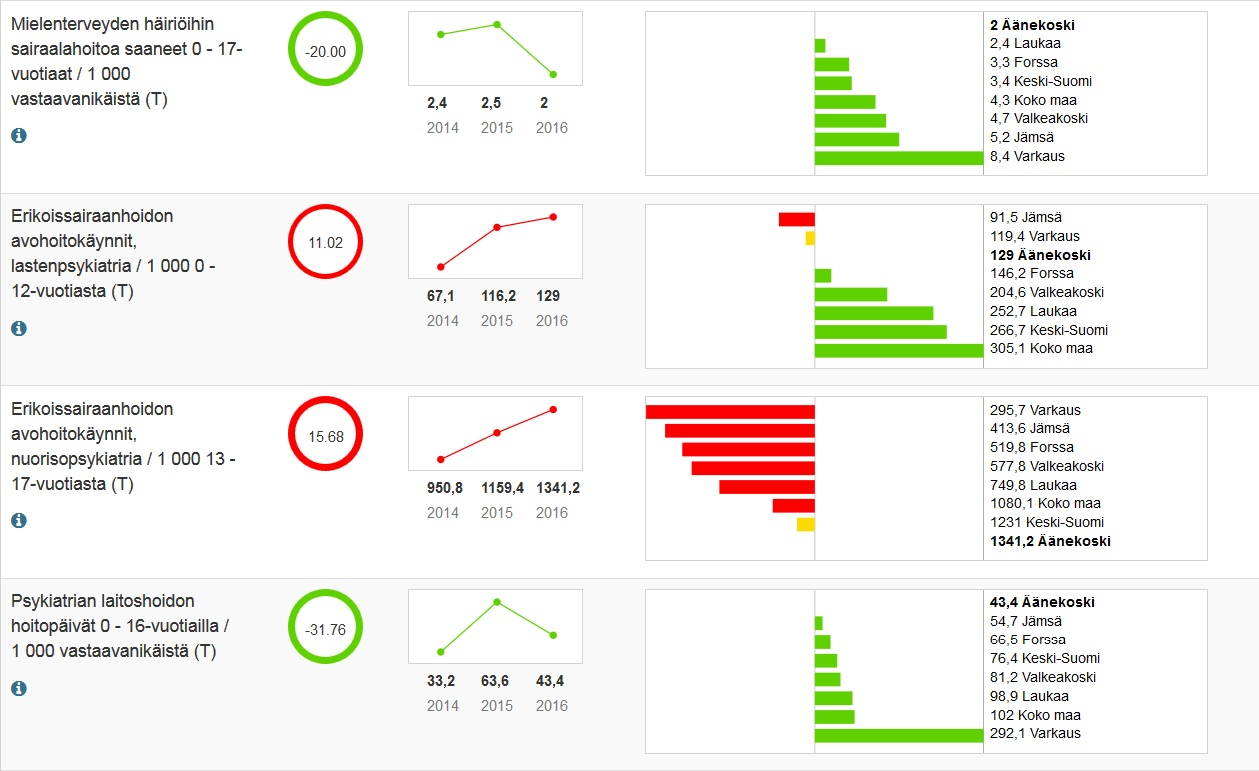 Mielenterveyden häiriöihin
sairaalahoitoa saaneet 0 - 17-
vuotiaat / 1 000
vastaavanikäistä (T)
-20.00
2,4 2,5 2
2014 2015 2016
2 Äänekoski
2,4 Laukaa
3,3 Forssa
3,4 Keski-Suomi
4,3 Koko maa
4,7 Valkeakoski
5,2 Jämsä
8,4 Varkaus
Erikoissairaanhoidon
avohoitokäynnit,
lastenpsykiatria / 1 000 0 -
12-vuotiasta (T)
11.02
67,1 116,2 129
2014 2015 2016
91,5 Jämsä
119,4 Varkaus
129 Äänekoski
146,2 Forssa
204,6 Valkeakoski
252,7 Laukaa
266,7 Keski-Suomi
305,1 Koko maa
Erikoissairaanhoidon
avohoitokäynnit,
nuorisopsykiatria / 1 000 13 -
17-vuotiasta (T)
15.68
950,8 1159,4 1341,2
2014 2015 2016
295,7 Varkaus
413,6 Jämsä
519,8 Forssa
577,8 Valkeakoski
749,8 Laukaa
1080,1 Koko maa
1231 Keski-Suomi
1341,2 Äänekoski
Psykiatrian laitoshoidon
hoitopäivät 0 - 16-vuotiailla /
1 000 vastaavanikäistä (T)
-31.76
33,2 63,6 43,4
2014 2015 2016
43,4 Äänekoski
54,7 Jämsä
66,5 Forssa
76,4 Keski-Suomi
81,2 Valkeakoski
98,9 Laukaa
102 Koko maa
292,1 Varkaus